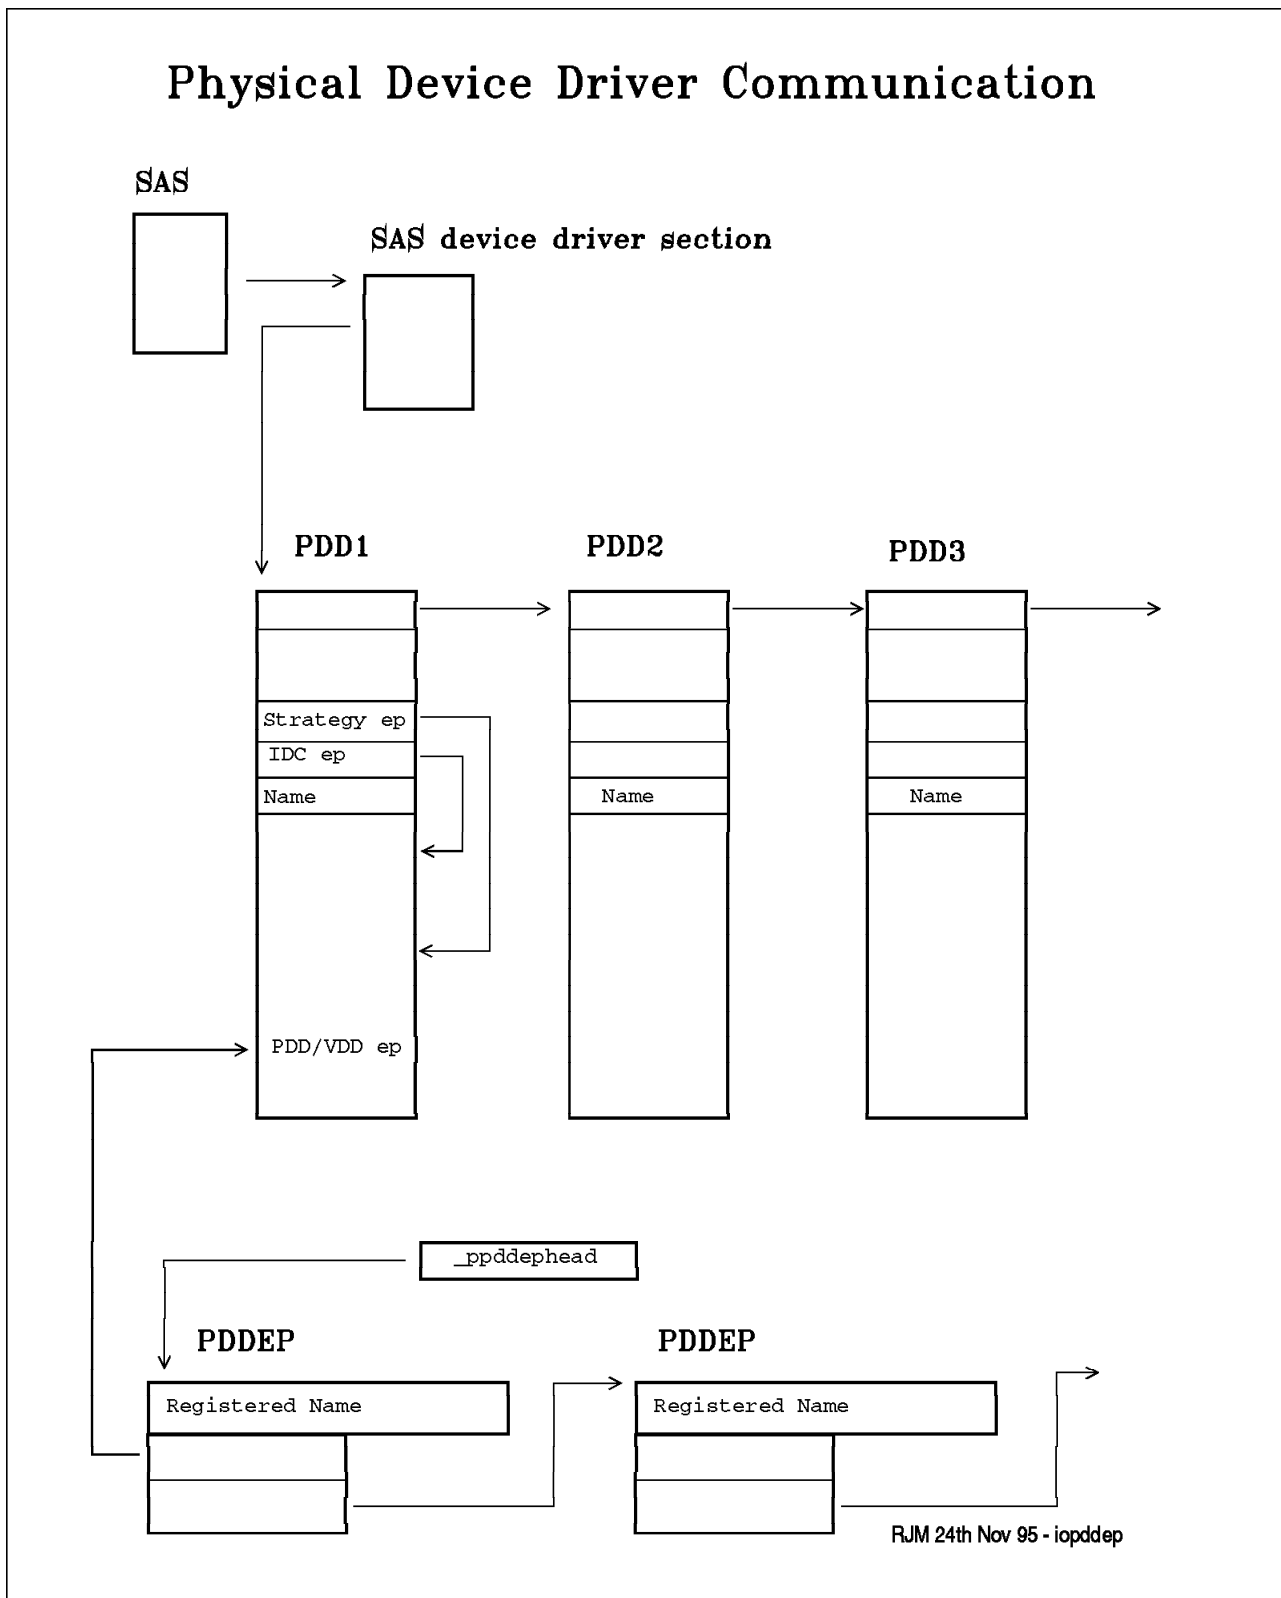 Physical Device Driver Communication
SAS
SAS device driver section
PDD1
PDD2
PDD3
Strategy ep
IDC ep
Name
Name
Name
PDD/VDD ep
_ppddephead
PDDEP
PDDEP
Registered Name
Registered Name
RJM 24th Nov 95 - iopddep